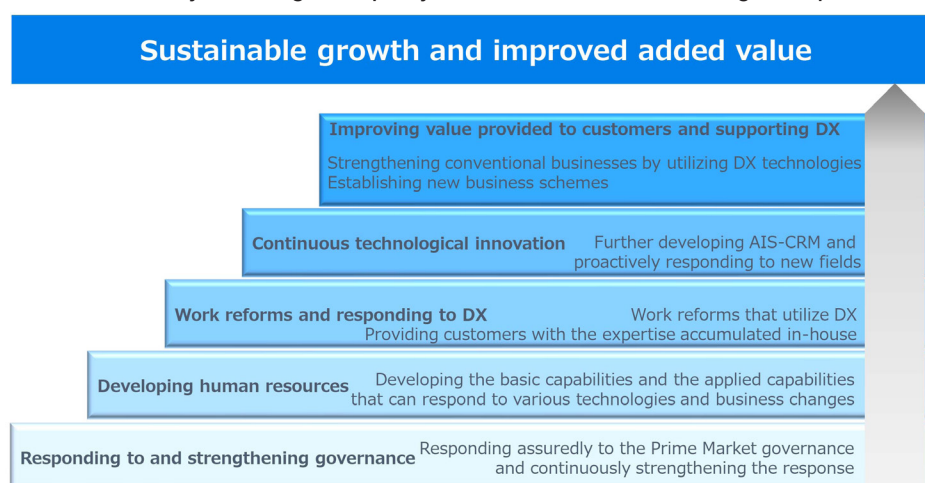 Sustainable growth and improved added value
Improving value provided to customers and supporting DX
Strengthening conventional businesses by utilizing DX technologies
Establishing new business schemes
Continuous technological innovation
Further developing AIS-CRM and
proactively responding to new fields
Work reforms and responding to DX
Work reforms that utilize DX
Providing customers with the expertise accumulated in-house
Developing human resources
Developing the basic capabilities and the applied capabilities
that can respond to various technologies and business changes
Responding to and strengthening governance
Responding assuredly to the Prime Market governance
and continuously strengthening the response